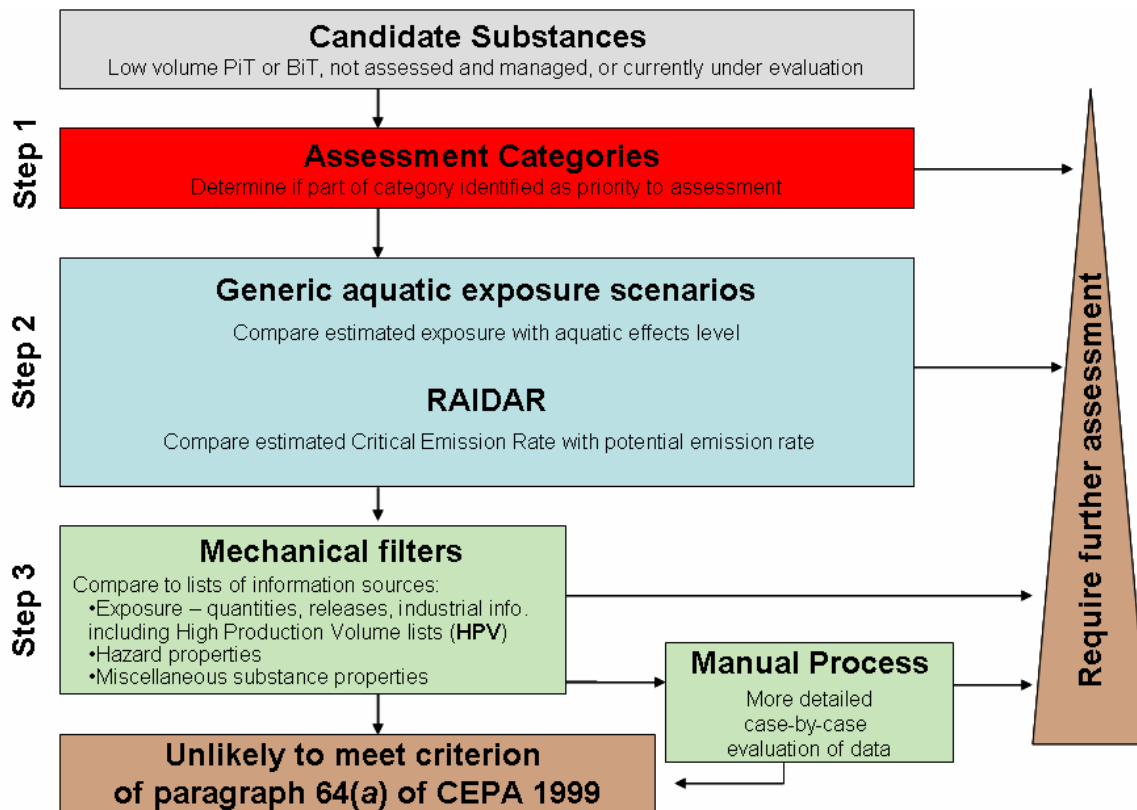 Candidate Substances
Low volume PiT or BiT, not assessed and managed, or currently under evaluation
Step 1
Assessment Categories
Determine if part of category identified as priority to assessment
Step 2
Generic aquatic exposure scenarios
Compare estimated exposure with aquatic effects level
RAIDAR
Compare estimated Critical Emission Rate with potential emission rate
Step 3
Mechanical filters
Compare to lists of information sources:
•Exposure – quantities, releases, industrial info.
including High Production Volume lists (HPV)
•Hazard properties
•Miscellaneous substance properties
Manual Process
More detailed
case-by-case
evaluation of data
Unlikely to meet criterion
of paragraph 64(a) of CEPA 1999
Require further assessment